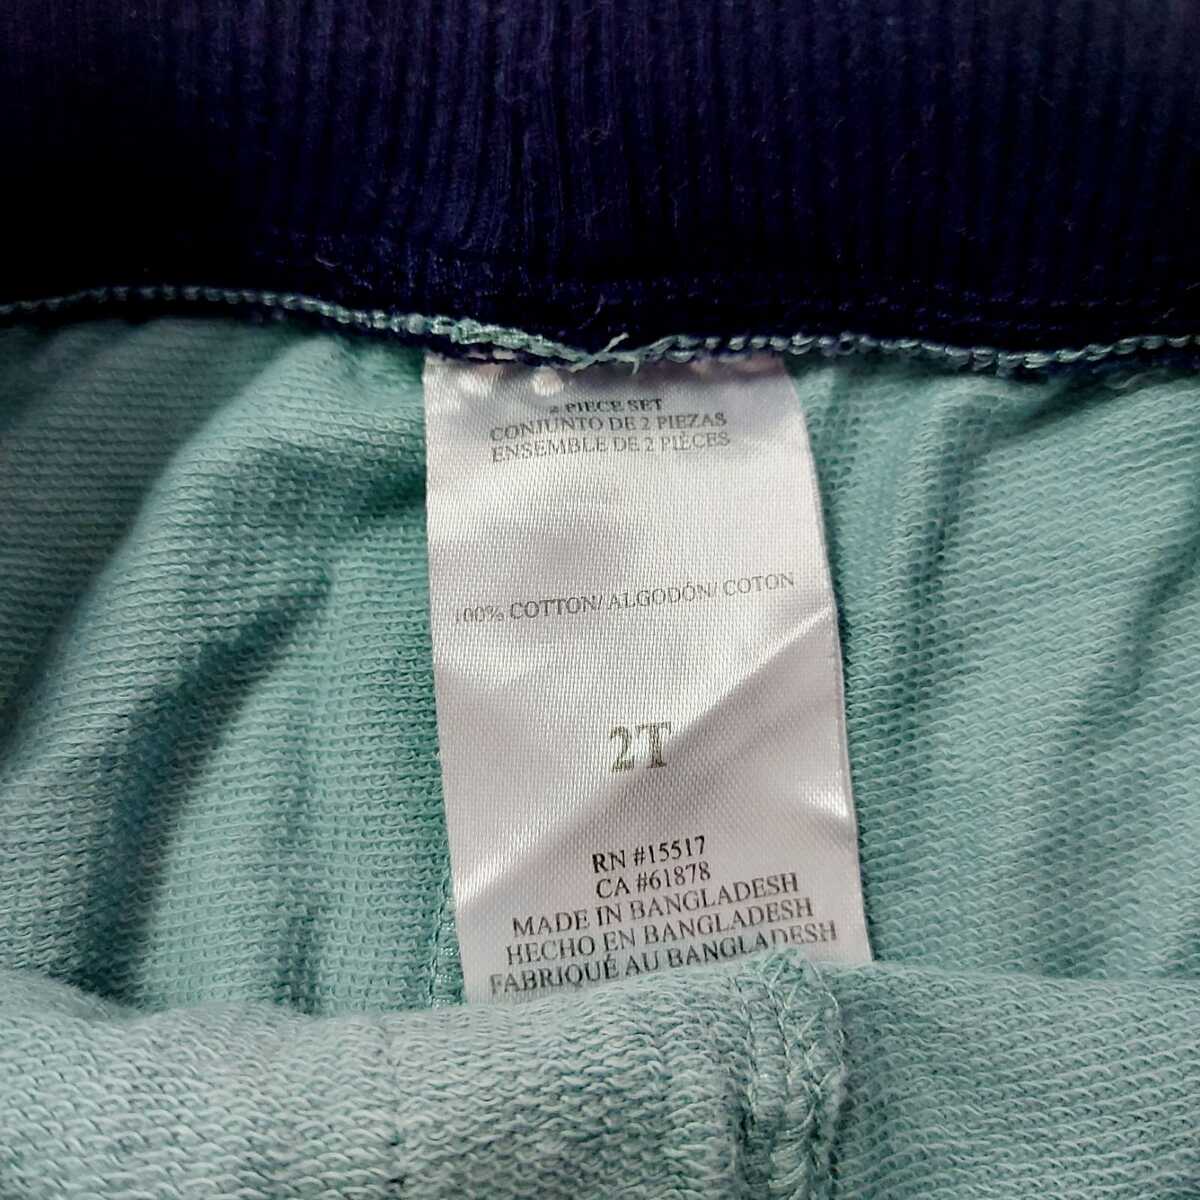 2 PIECE SET
CONJUNTO DE 2 PIEZAS
ENSEMBLE DE 2 PIÈCES
100% COTTON/ ALGODÓN/ COTON
2T
RN #15517
CA #61878
MADE IN BANGLADESH
HECHO EN BANGLADESH
FABRIQUÉ AU BANGLADESH